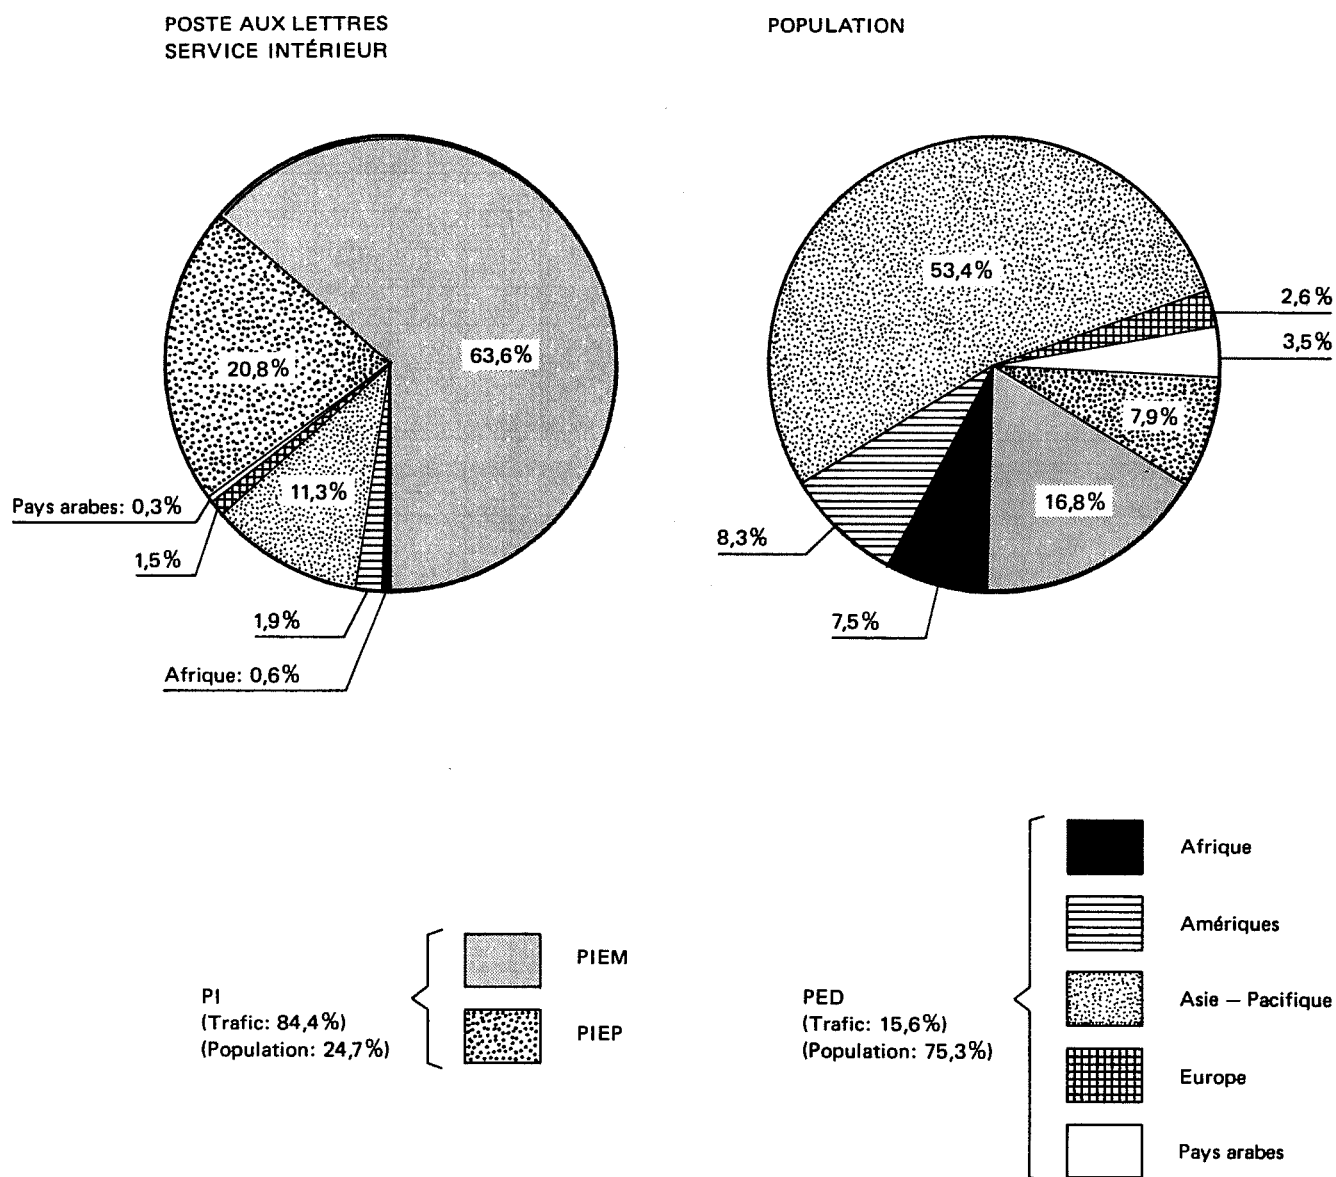 POSTE AUX LETTRES
SERVICE INTÉRIEUR
63,6%
20,8%
Pays arabes: 0,3%
11,3%
1,5%
1,9%
Afrique: 0,6%
POPULATION
53,4%
2,6%
3,5%
7,9%
16,8%
8,3%
7,5%
PI
(Trafic: 84,4%)
(Population: 24,7%)
PIEM
PIEP
PED
(Trafic: 15,6%)
(Population: 75,3%)
Afrique
Amériques
Asie — Pacifique
Europe
Pays arabes